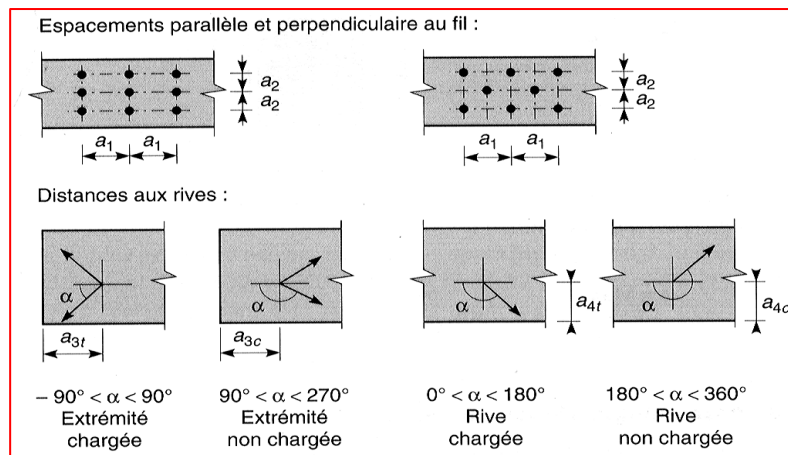 Espacements parallèle et perpendiculaire au fil :
a2
a2
a1 a1
a2
a2
a1 a1
Distances aux rives :
α
a3t
α
a3c
α
a4t
α
a4c
– 90° < α < 90°
Extrémité
chargée
90° < α < 270°
Extrémité
non chargée
0° < α < 180°
Rive
chargée
180° < α < 360°
Rive
non chargée